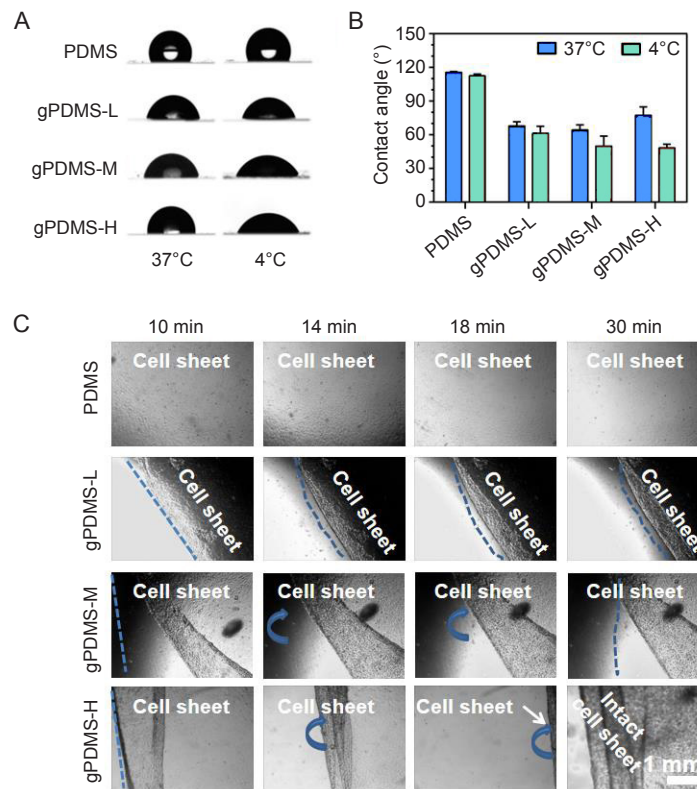 A
PDMS
gPDMS-L
gPDMS-M
gPDMS-H
37°C 4°C
B
Contact angle (°)
150
120
90
60
30
0
37°C 4°C
PDMS gPDMS-L gPDMS-M gPDMS-H
C
10 min 14 min 18 min 30 min
PDMS
Cell sheet Cell sheet Cell sheet Cell sheet
gPDMS-L
Cell sheet Cell sheet Cell sheet Cell sheet
gPDMS-M
Cell sheet Cell sheet Cell sheet Cell sheet
gPDMS-H
Cell sheet Cell sheet Cell sheet Intact
cell sheet
1 mm